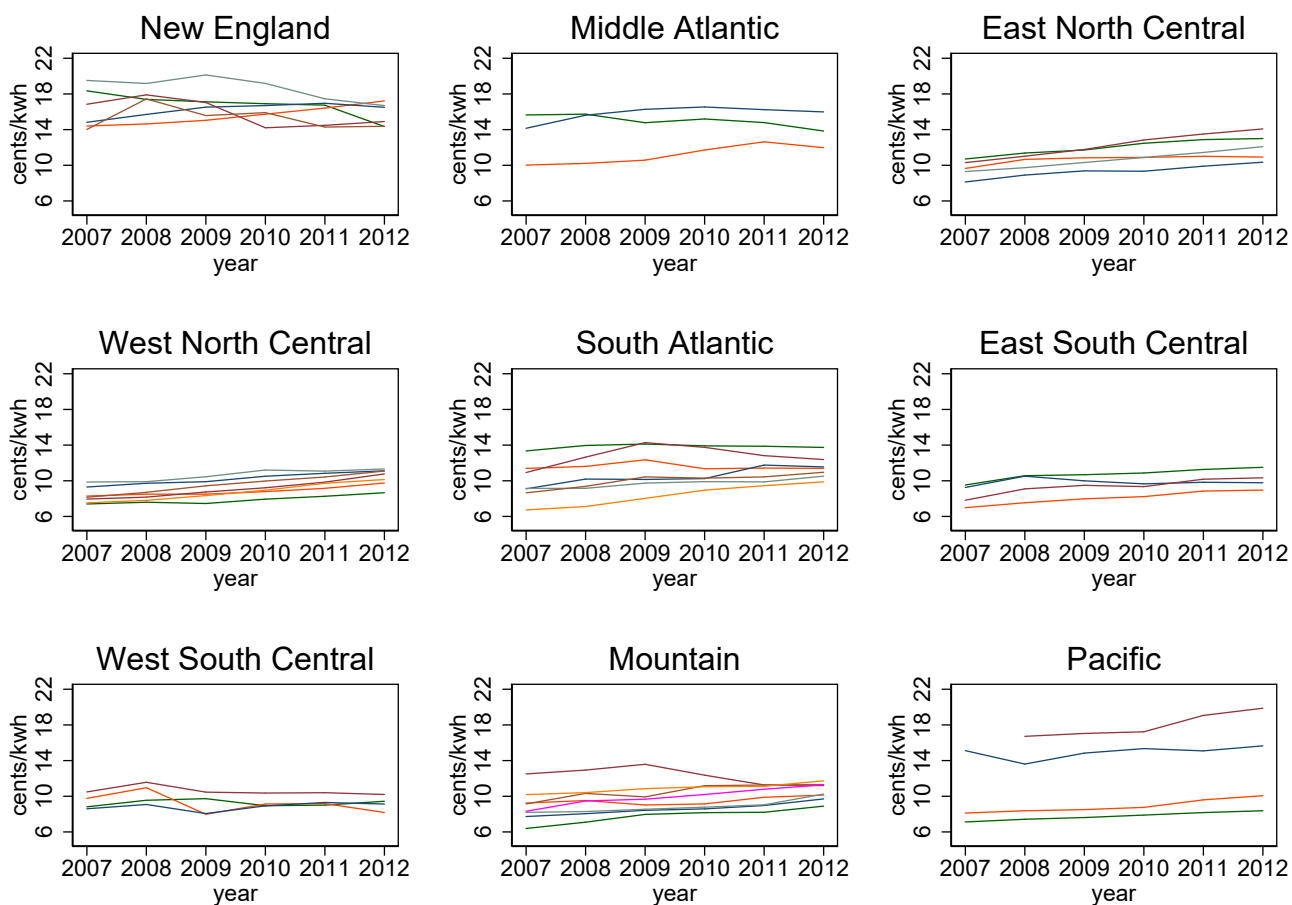 New England
cents/kwh
22
18
14
10
6
2007 2008 2009 2010 2011 2012
year
Middle Atlantic
cents/kwh
22
18
14
10
6
2007 2008 2009 2010 2011 2012
year
East North Central
cents/kwh
22
18
14
10
6
2007 2008 2009 2010 2011 2012
year
West North Central
cents/kwh
22
18
14
10
6
2007 2008 2009 2010 2011 2012
year
South Atlantic
cents/kwh
22
18
14
10
6
2007 2008 2009 2010 2011 2012
year
East South Central
cents/kwh
22
18
14
10
6
2007 2008 2009 2010 2011 2012
year
West South Central
cents/kwh
22
18
14
10
6
2007 2008 2009 2010 2011 2012
year
Mountain
cents/kwh
22
18
14
10
6
2007 2008 2009 2010 2011 2012
year
Pacific
cents/kwh
22
18
14
10
6
2007 2008 2009 2010 2011 2012
year